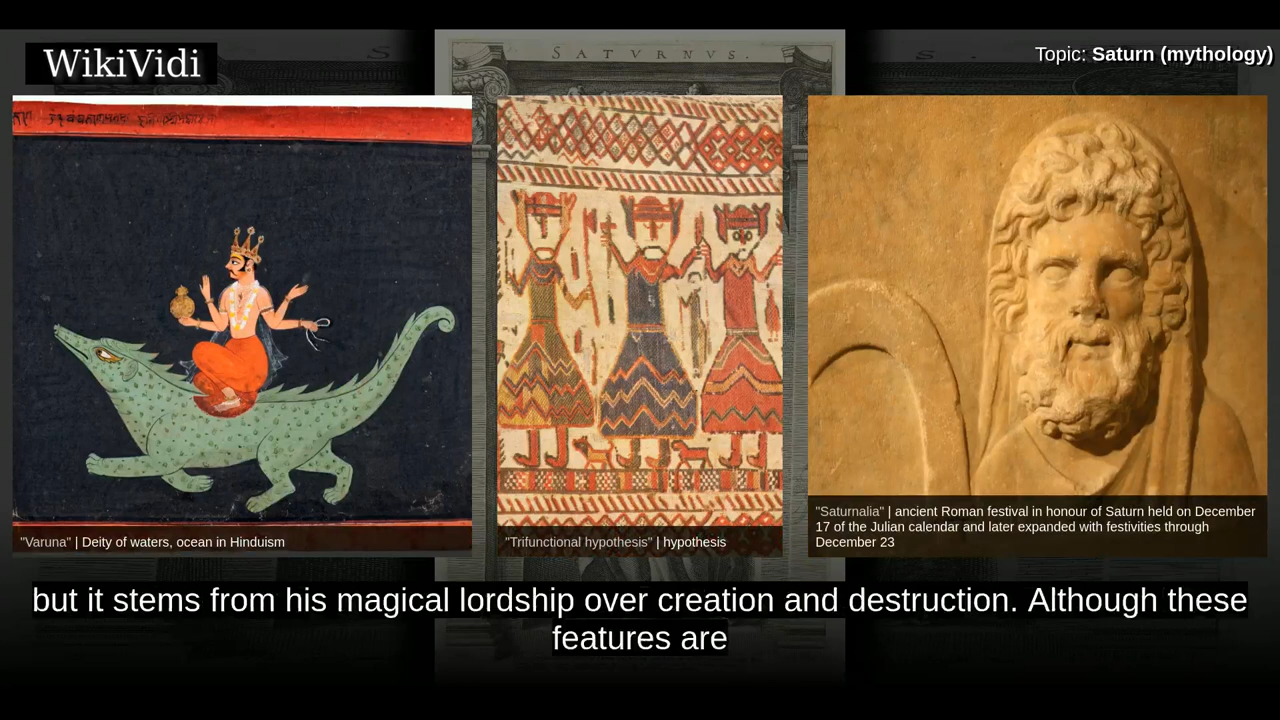 SATVRNVS.
WikiVidi
Topic: Saturn (mythology)
"Varuna" | Deity of waters, ocean in Hinduism
"Trifunctional hypothesis" | hypothesis
"Saturnalia" | ancient Roman festival in honour of Saturn held on December
17 of the Julian calendar and later expanded with festivities through
December 23
but it stems from his magical lordship over creation and destruction. Although these
features are